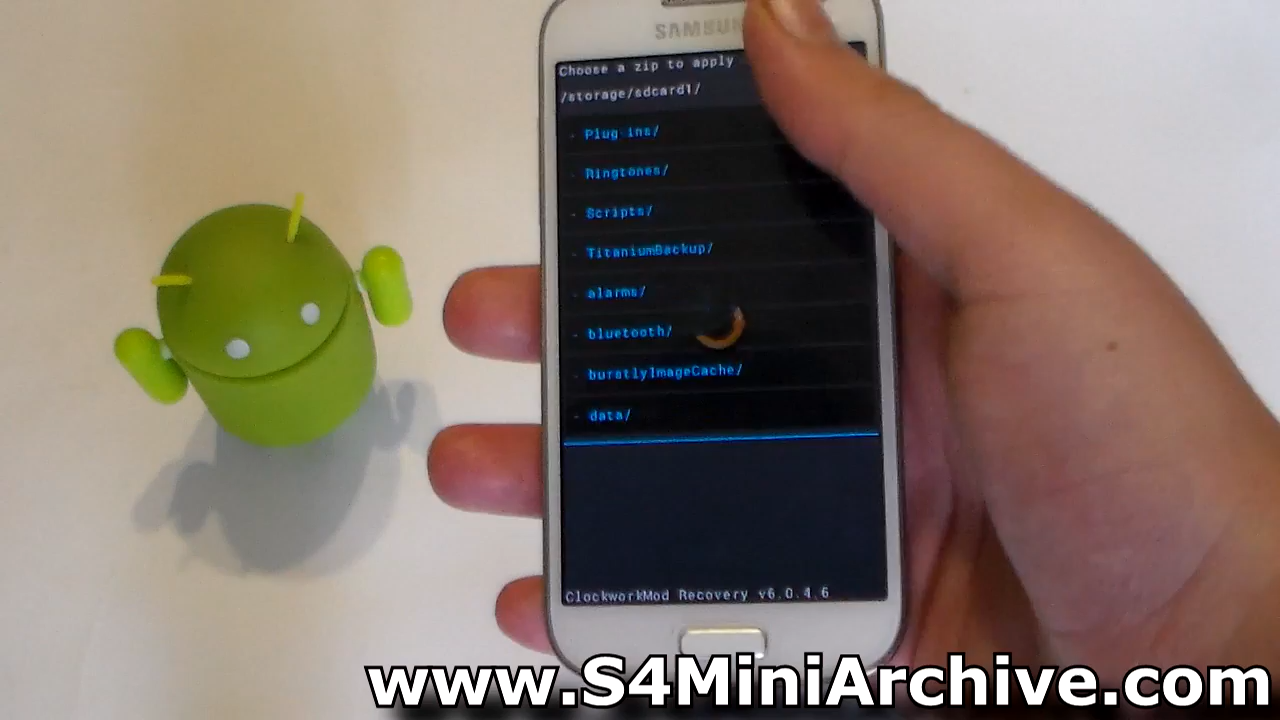 SAMSUN
Choose a zip to apply
/storage/sdcard1/
- Plug-ins/
- Ringtones/
- Scripts/
- TitaniumBackup/
- alarms/
- bluetooth/
- burstlyImageCache/
- data/
ClockworkMod Recovery v6.0.4.6
www.S4MiniArchive.com